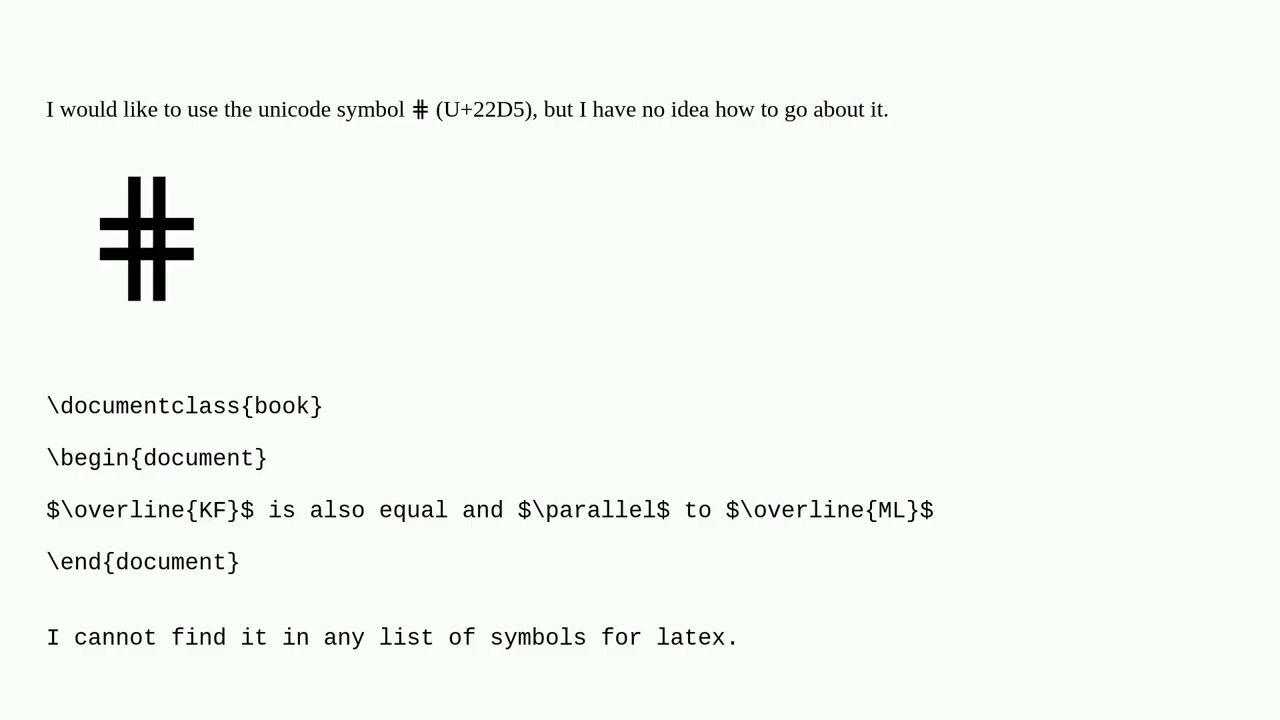 I would like to use the unicode symbol ⋕ (U+22D5), but I have no idea how to go about it.
⋕
\documentclass{book}
\begin{document}
$\overline{KF}$ is also equal and $\parallel$ to $\overline{ML}$
\end{document}
I cannot find it in any list of symbols for latex.